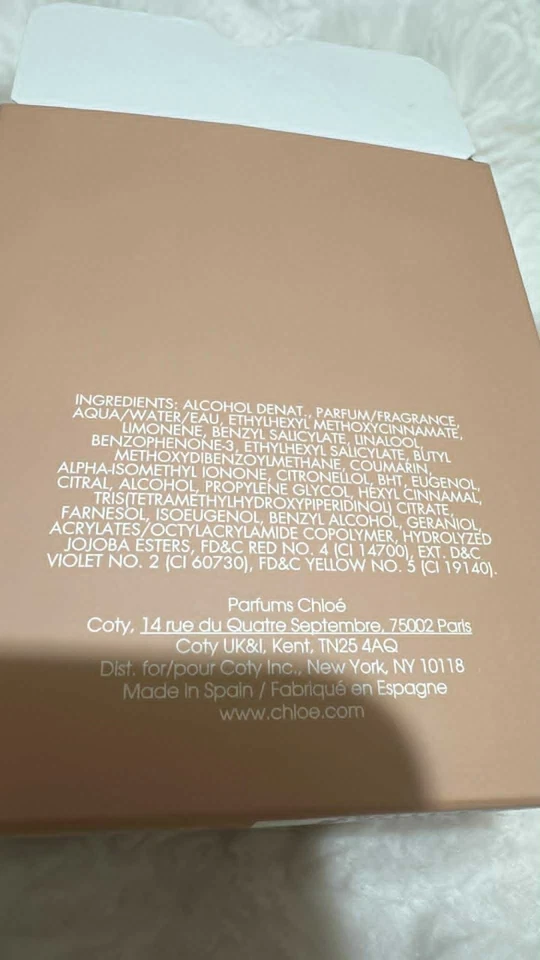 INGREDIENTS: ALCOHOL DENAT., PARFUM/FRAGRANCE,
AQUA/WATER/EAU, ETHYLHEXYL METHOXYCINNAMATE,
LIMONENE, BENZYL SALICYLATE, LINALOOL,
BENZOPHENONE-3, ETHYLHEXYL SALICYLATE, BUTYL
METHOXYDIBENZOYLMETHANE, COUMARIN,
ALPHA-ISOMETHYL IONONE, CITRONELLOL, BHT, EUGENOL,
CITRAL, ALCOHOL, PROPYLENE GLYCOL, HEXYL CINNAMAL,
TRIS(TETRAMETHYLHYDROXYPIPERIDINOL) CITRATE,
FARNESOL, ISOEUGENOL, BENZYL ALCOHOL, GERANIOL,
ACRYLATES/OCTYLACRYLAMIDE COPOLYMER, HYDROLYZED
JOJOBA ESTERS, FD&C RED NO. 4 (CI 14700), EXT. D&C
VIOLET NO. 2 (CI 60730), FD&C YELLOW NO. 5 (CI 19140).
Parfums Chloé
Coty, 14 rue du Quatre Septembre, 75002 Paris
Coty UK&I, Kent, TN25 4AQ
Dist. for/pour Coty Inc., New York, NY 10118
Made in Spain / Fabriqué en Espagne
www.chloe.com